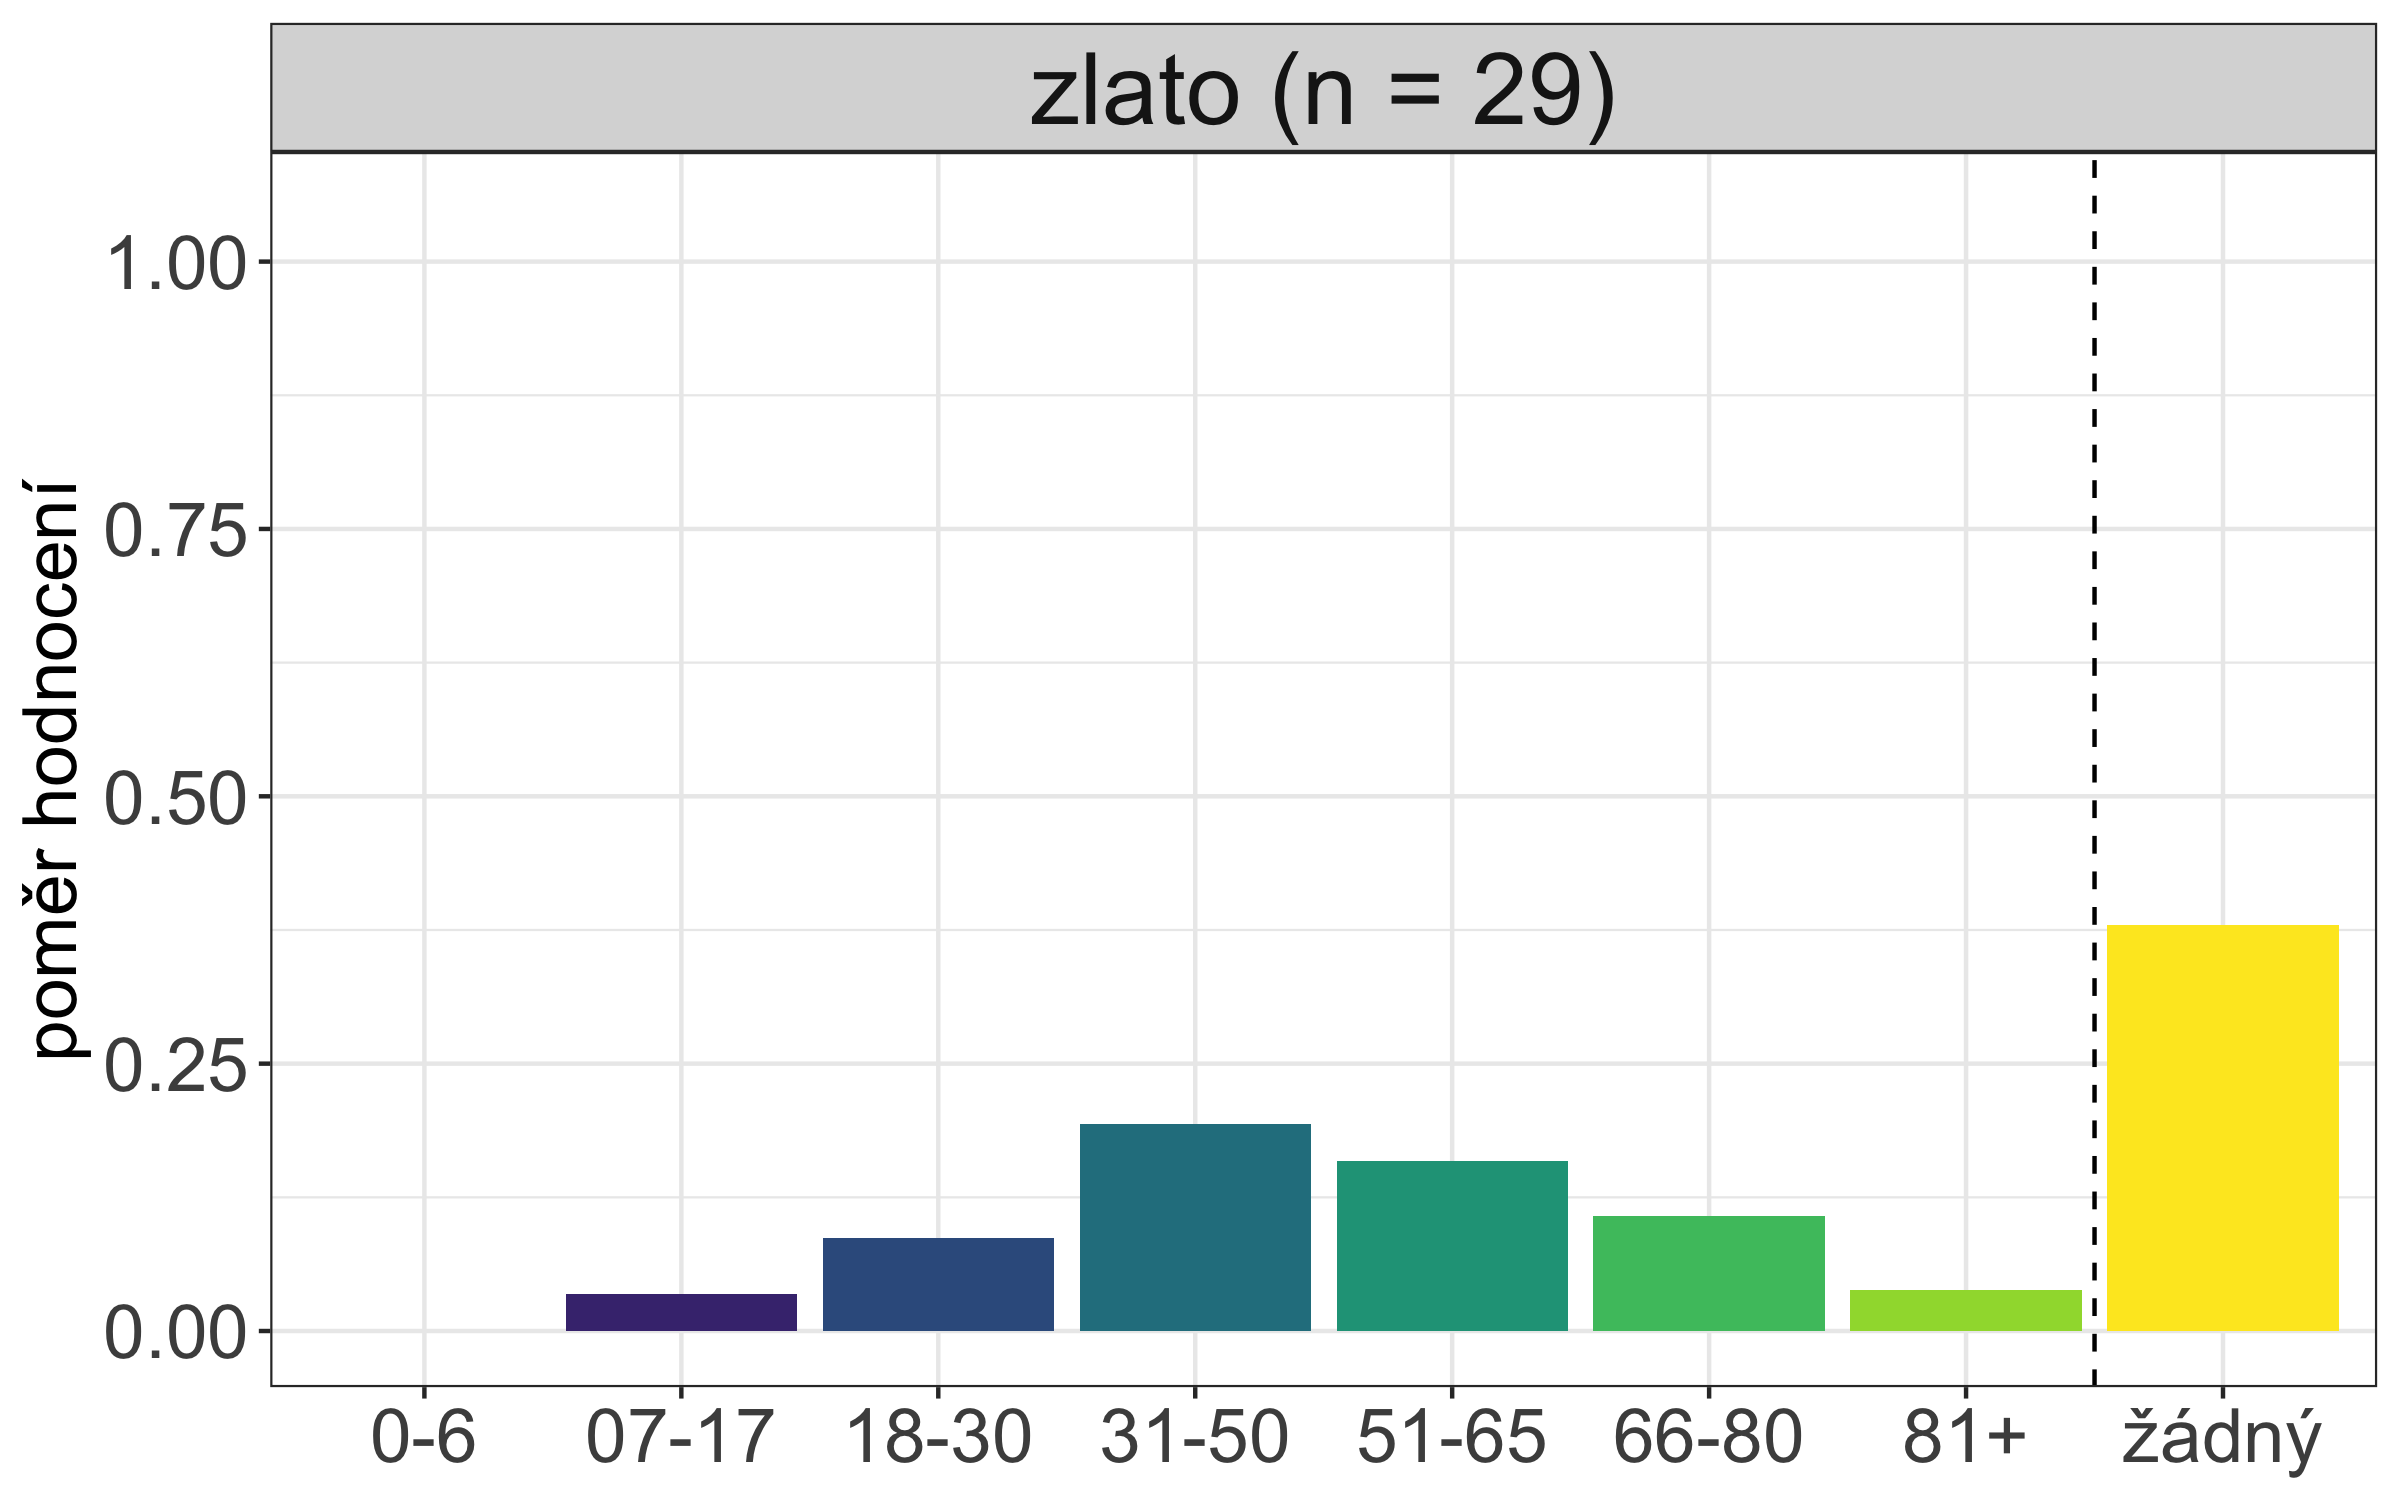 zlato (n = 29)
poměr hodnocení
1.00
0.75
0.50
0.25
0.00
0-6 07-17 18-30 31-50 51-65 66-80 81+ žádný